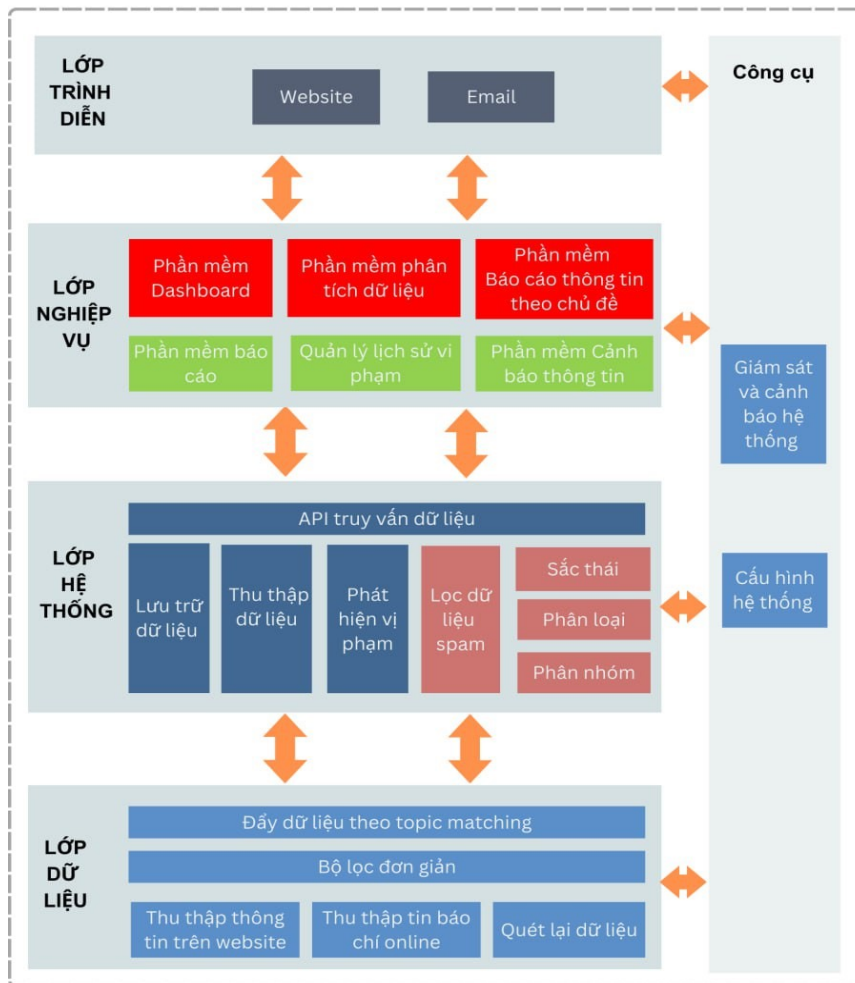 LỚP
TRÌNH
DIỄN
Website
Email
Công cụ
LỚP
NGHIỆP
VỤ
Phần mềm
Dashboard
Phần mềm phân
tích dữ liệu
Phần mềm
Báo cáo thông tin
theo chủ đề
Phần mềm báo
cáo
Quản lý lịch sử vi
phạm
Phần mềm Cảnh
báo thông tin
Giám sát
và cảnh
báo hệ
thống
LỚP
HỆ
THỐNG
API truy vấn dữ liệu
Lưu trữ
dữ liệu
Thu thập
dữ liệu
Phát
hiện vị
phạm
Lọc dữ
liệu
spam
Sắc thái
Phân loại
Phân nhóm
Cấu hình
hệ thống
LỚP
DỮ
LIỆU
Đẩy dữ liệu theo topic matching
Bộ lọc đơn giản
Thu thập thông
tin trên website
Thu thập tin báo
chí online
Quét lại dữ liệu